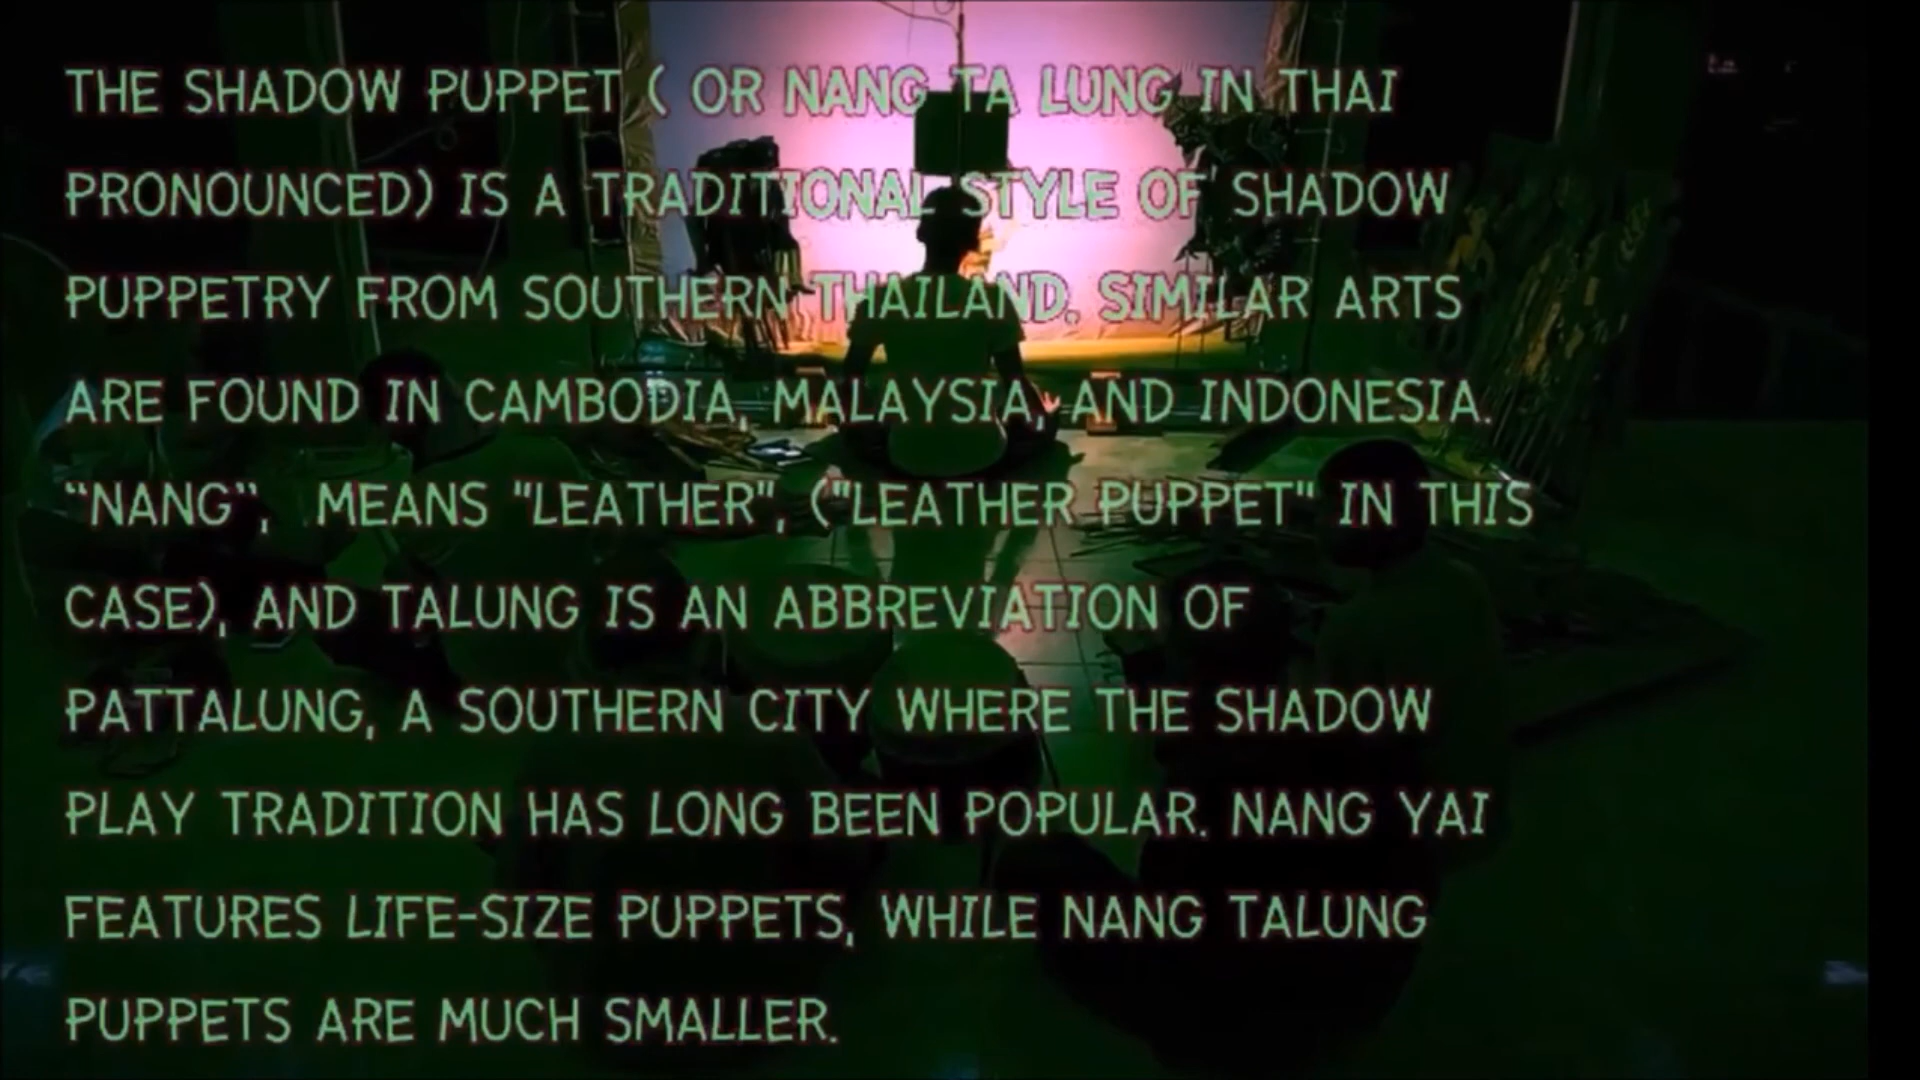 THE SHADOW PUPPET ( OR NANG TA LUNG IN THAI
PRONOUNCED) IS A TRADITIONAL STYLE OF SHADOW
PUPPETRY FROM SOUTHERN THAILAND. SIMILAR ARTS
ARE FOUND IN CAMBODIA, MALAYSIA, AND INDONESIA.
“NANG”, MEANS "LEATHER", ("LEATHER PUPPET" IN THIS
CASE), AND TALUNG IS AN ABBREVIATION OF
PATTALUNG, A SOUTHERN CITY WHERE THE SHADOW
PLAY TRADITION HAS LONG BEEN POPULAR. NANG YAI
FEATURES LIFE-SIZE PUPPETS, WHILE NANG TALUNG
PUPPETS ARE MUCH SMALLER.